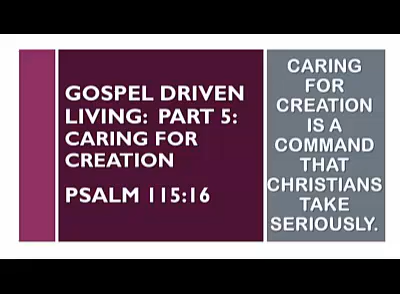 GOSPEL DRIVEN
LIVING: PART 5:
CARING FOR
CREATION
PSALM 115:16
CARING
FOR
CREATION
IS A
COMMAND
THAT
CHRISTIANS
TAKE
SERIOUSLY.